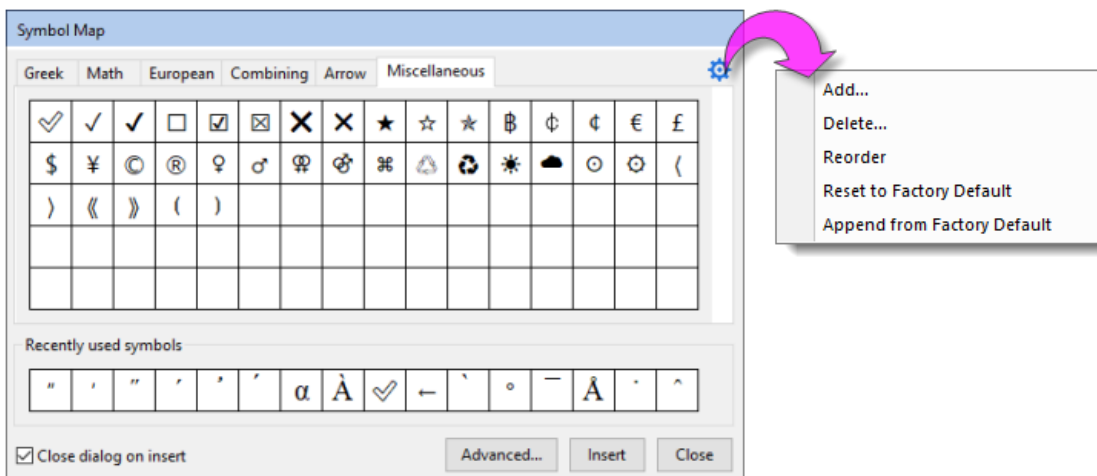 Symbol Map
Greek Math European Combining Arrow Miscellaneous
✓ ✓ ✔ ☐ ☑ ☒ ✕ ✕ ★ ☆ ✯ ฿ ₵ ¢ € £
$ ¥ © ® ♀ ♂ ⚢ ⚣ ⌘ ♺ ♻ ☀ ☁ ⊙ ⛭ ⟨
⟩ ⟪ ⟫ ( )
Recently used symbols
α À ← ` ° ¯ Å ˙ ˆ
Close dialog on insert
Advanced... Insert Close
Add...
Delete...
Reorder
Reset to Factory Default
Append from Factory Default